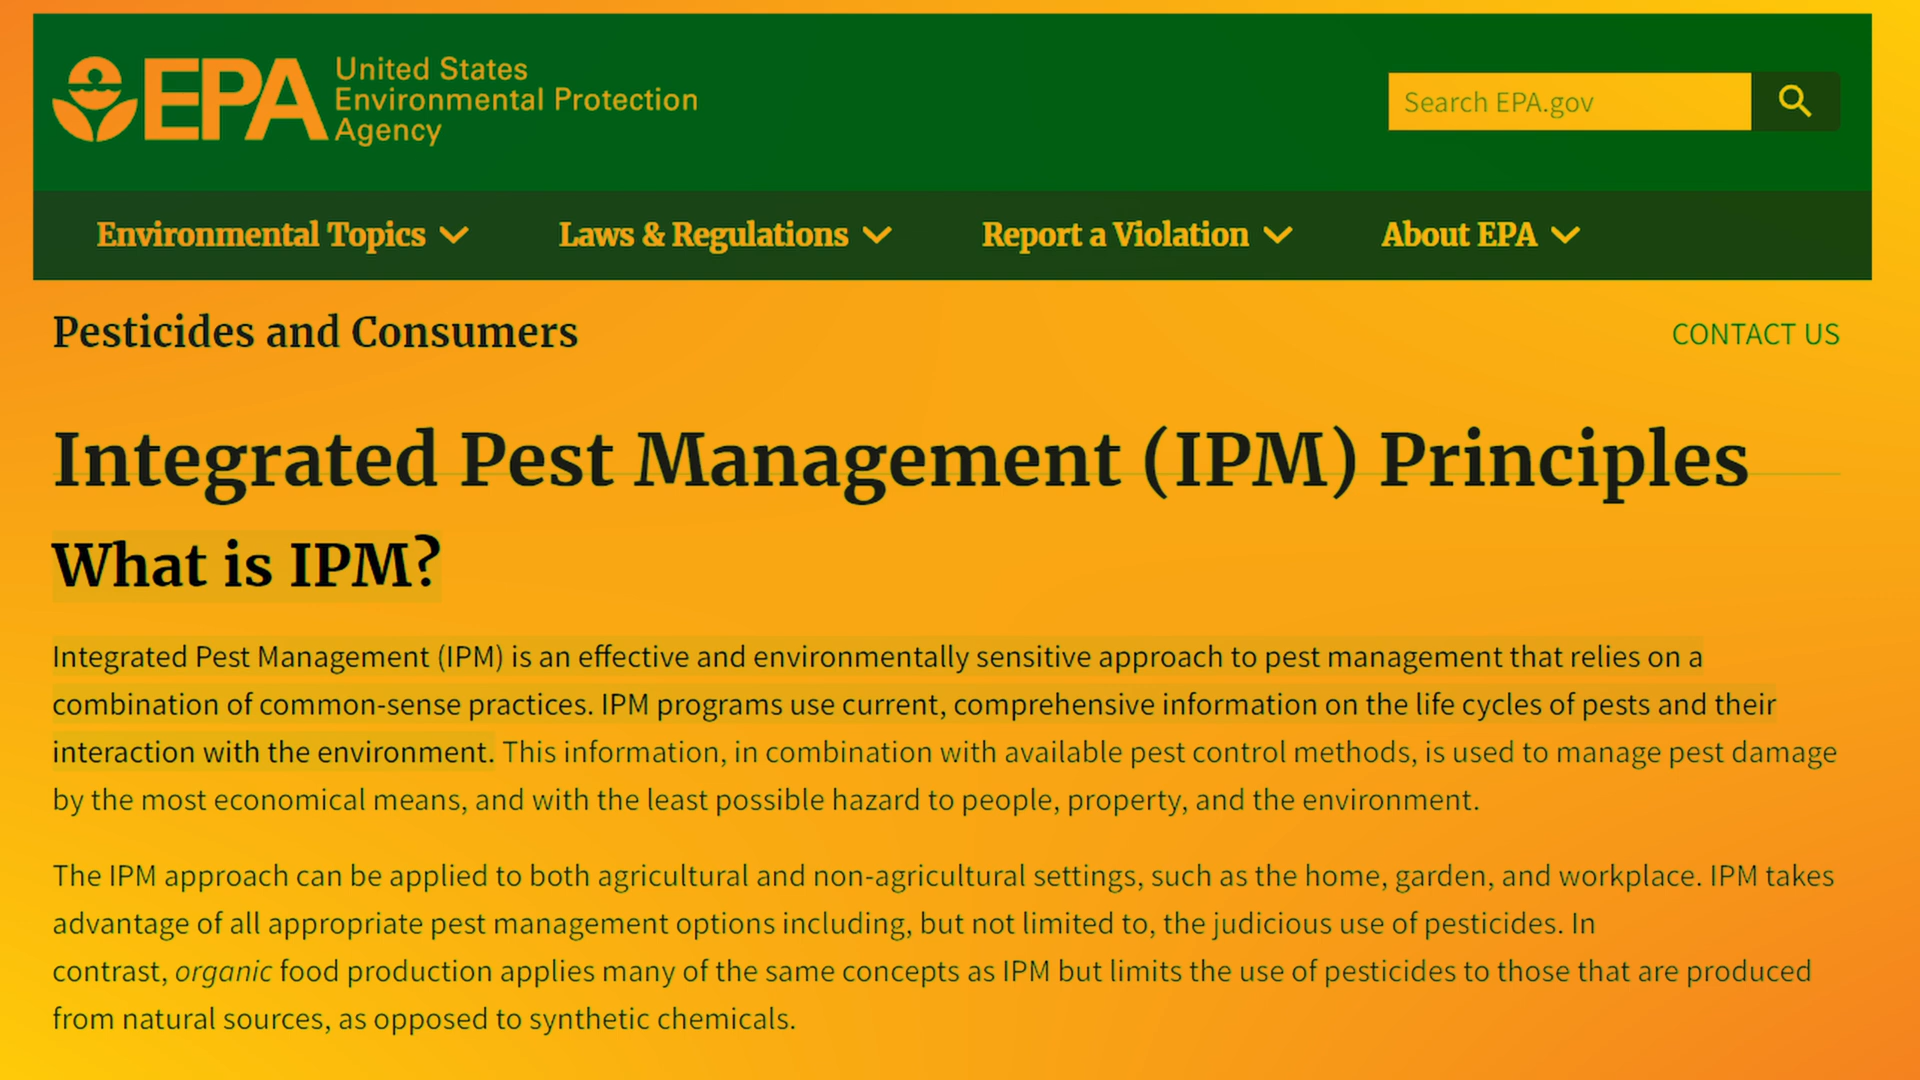 EPA
United States
Environmental Protection
Agency
Search EPA.gov
Environmental Topics
Laws & Regulations
Report a Violation
About EPA
Pesticides and Consumers
CONTACT US
Integrated Pest Management (IPM) Principles
What is IPM?
Integrated Pest Management (IPM) is an effective and environmentally sensitive approach to pest management that relies on a
combination of common-sense practices. IPM programs use current, comprehensive information on the life cycles of pests and their
interaction with the environment. This information, in combination with available pest control methods, is used to manage pest damage
by the most economical means, and with the least possible hazard to people, property, and the environment.
The IPM approach can be applied to both agricultural and non-agricultural settings, such as the home, garden, and workplace. IPM takes
advantage of all appropriate pest management options including, but not limited to, the judicious use of pesticides. In
contrast, organic food production applies many of the same concepts as IPM but limits the use of pesticides to those that are produced
from natural sources, as opposed to synthetic chemicals.